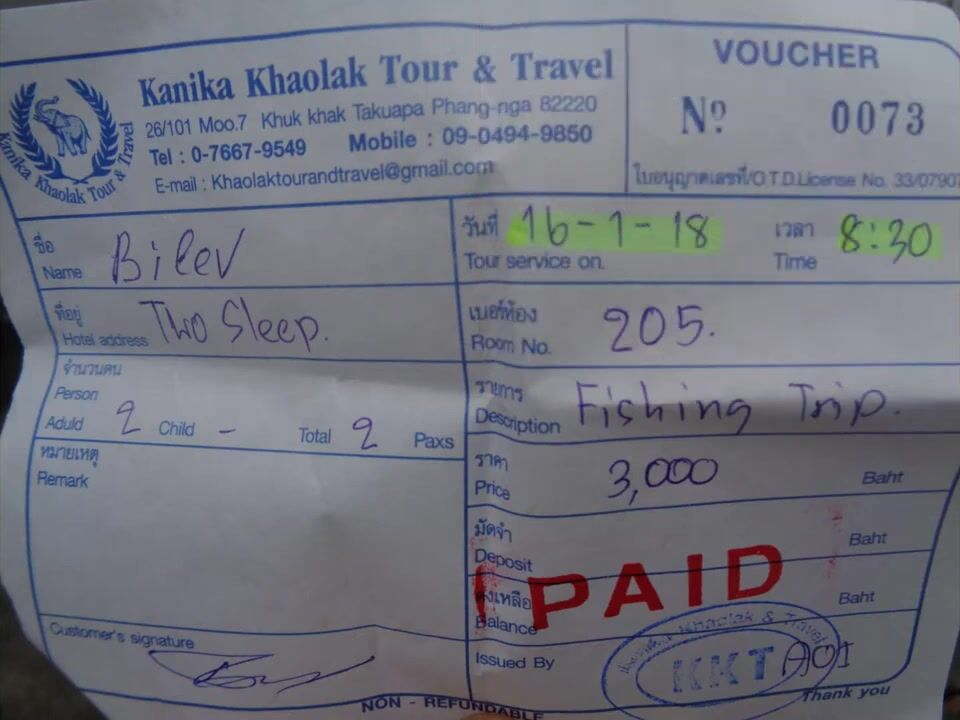 Kanika Khaolak Tour & Travel
26/101 Moo.7 Khuk khak Takuapa Phang-nga 82220
Tel : 0-7667-9549 Mobile : 09-0494-9850
E-mail : Khaolaktourandtravel@gmail.com
Kanika Khaolak Tour & Travel
VOUCHER
Nº 0073
ใบอนุญาตเลขที่/O.T.D.License No. 33/07907
ชื่อ
Name Bilev
วันที่ 16-1-18 เวลา 8:30
Tour service on. Time
ที่อยู่
Hotel address Two Sleep.
เบอร์ห้อง
Room No. 205.
จำนวนคน
Person
Aduld 2 Child - Total 2 Paxs
รายการ
Description Fishing Trip.
หมายเหตุ
Remark
ราคา
Price 3,000 Baht
มัดจำ
Deposit Baht
คงเหลือ
Balance Baht
PAID
Customer's signature
Issued By
Khaolak & Travel
KKT
AOI
NON - REFUNDABLE
Thank you